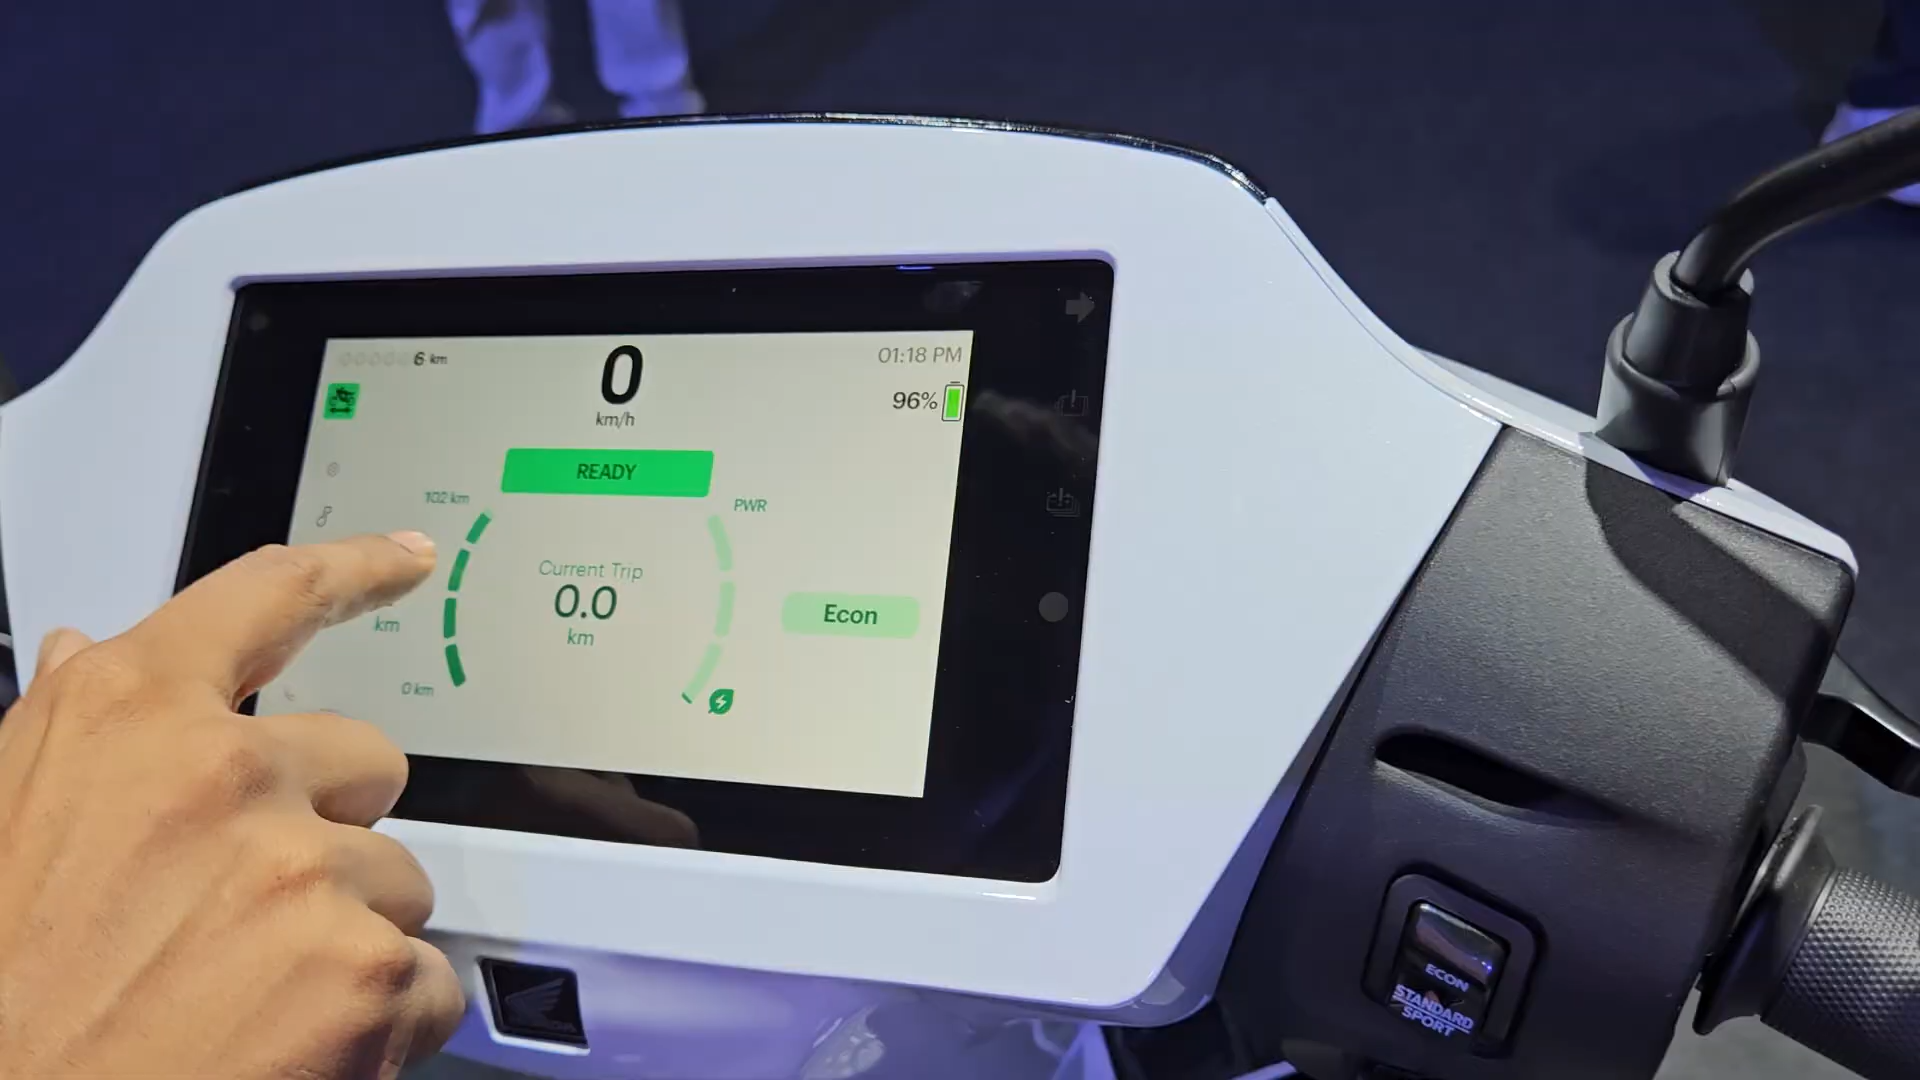 000006 km
0
km/h
01:18 PM
96%
READY
102 km
PWR
Current Trip
0.0
km
Econ
km
0 km
ECON
STANDARD
SPORT